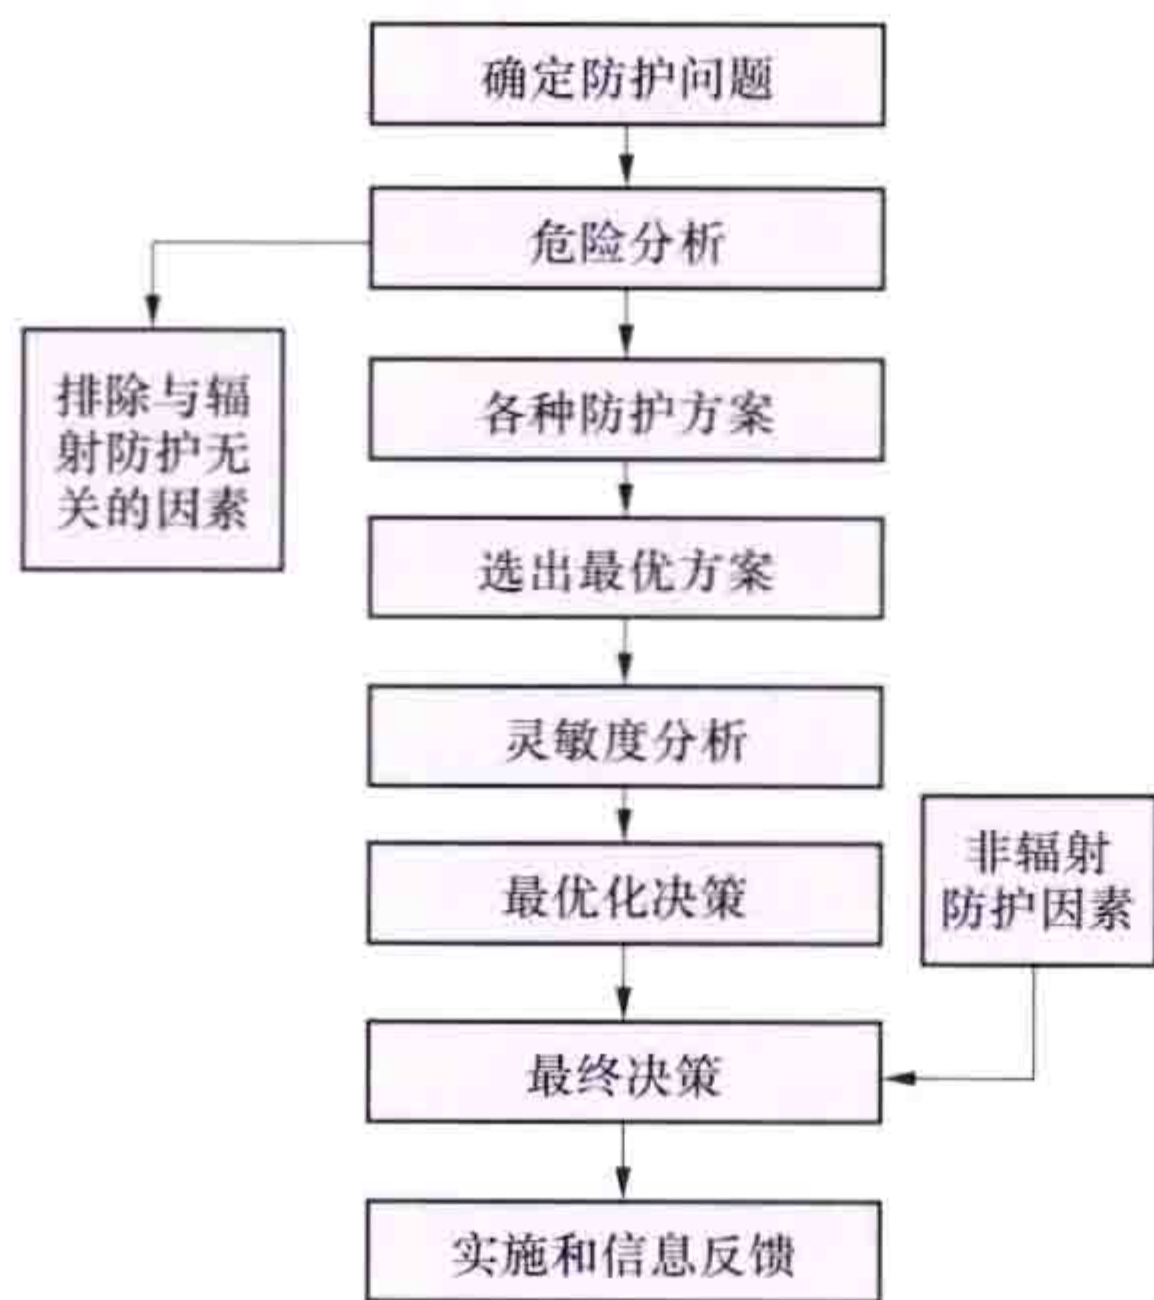 确定防护问题
危险分析
排除与辐
射防护无
关的因素
各种防护方案
选出最优方案
灵敏度分析
最优化决策
非辐射
防护因素
最终决策
实施和信息反馈